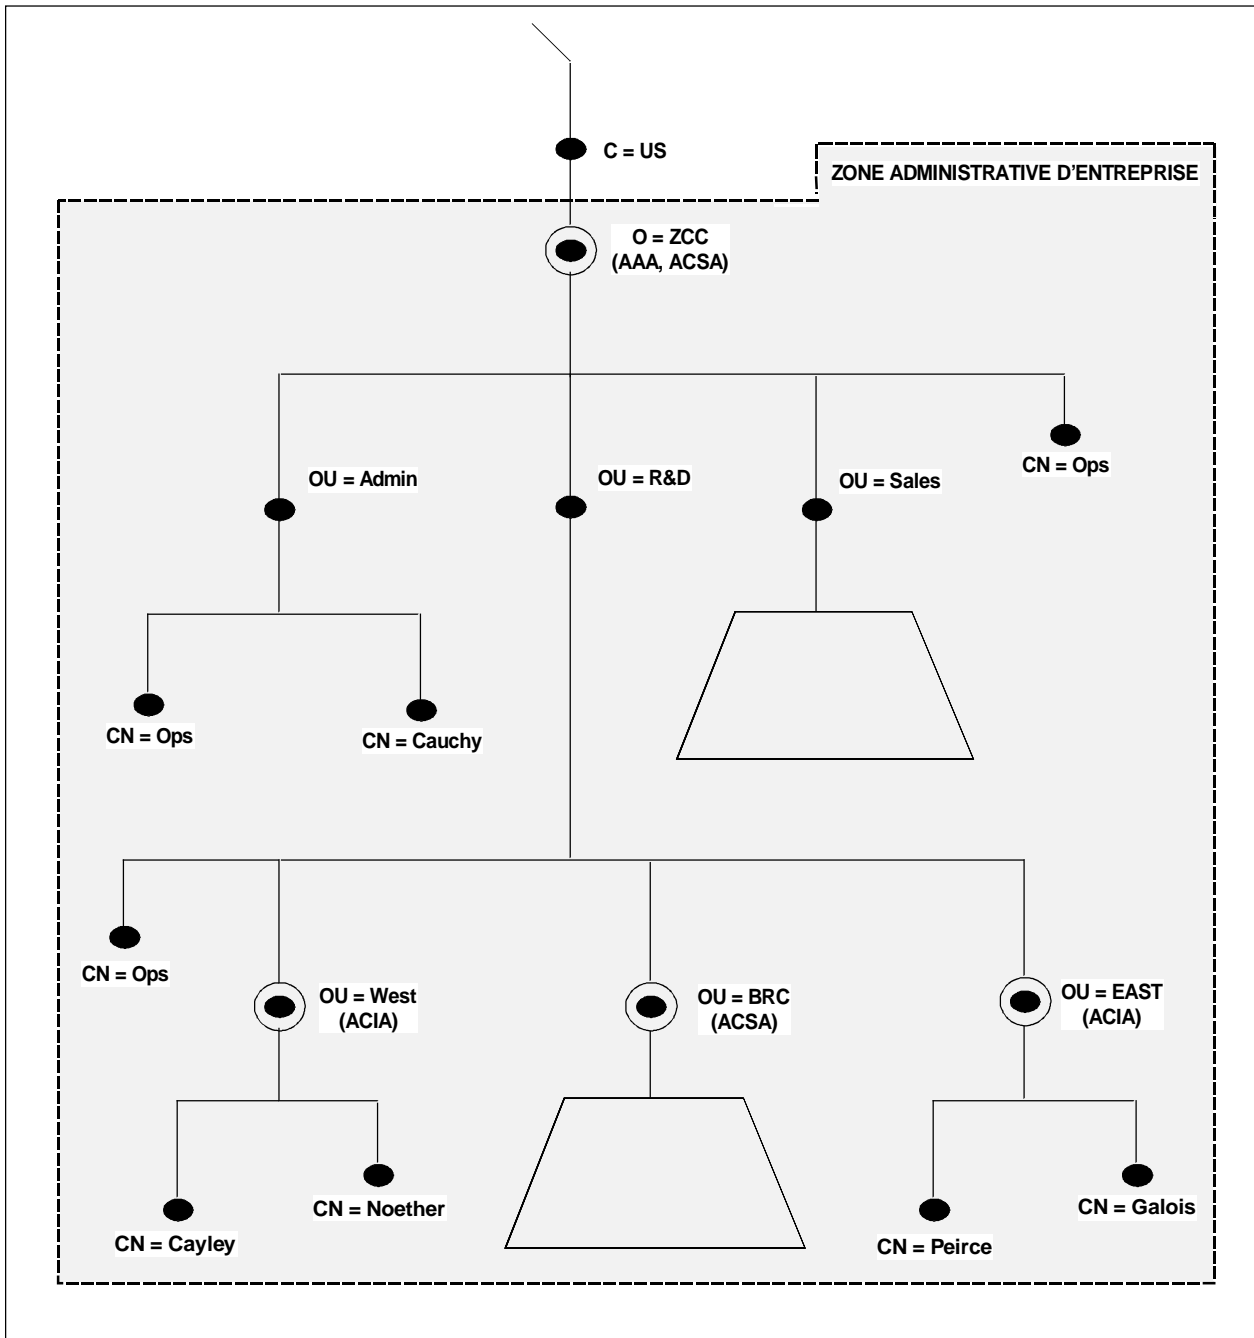 C = US
ZONE ADMINISTRATIVE D'ENTREPRISE
O = ZCC
(AAA, ACSA)
OU = Admin
OU = R&D
OU = Sales
CN = Ops
CN = Ops
CN = Cauchy
CN = Ops
OU = West
(ACIA)
OU = BRC
(ACSA)
OU = EAST
(ACIA)
CN = Cayley
CN = Noether
CN = Peirce
CN = Galois